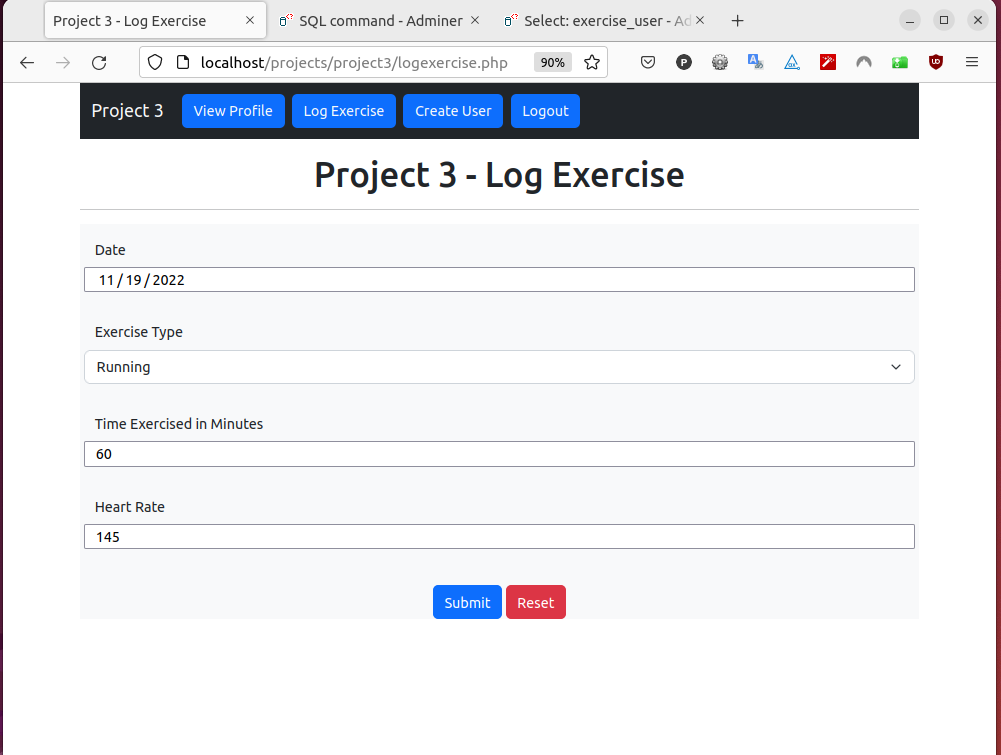 Project 3 - Log Exercise
SQL command - Adminer
Select: exercise_user - Ad
localhost/projects/project3/logexercise.php
90%
Project 3 View Profile Log Exercise Create User Logout
Project 3 - Log Exercise
Date
11 / 19 / 2022
Exercise Type
Running
Time Exercised in Minutes
60
Heart Rate
145
Submit Reset